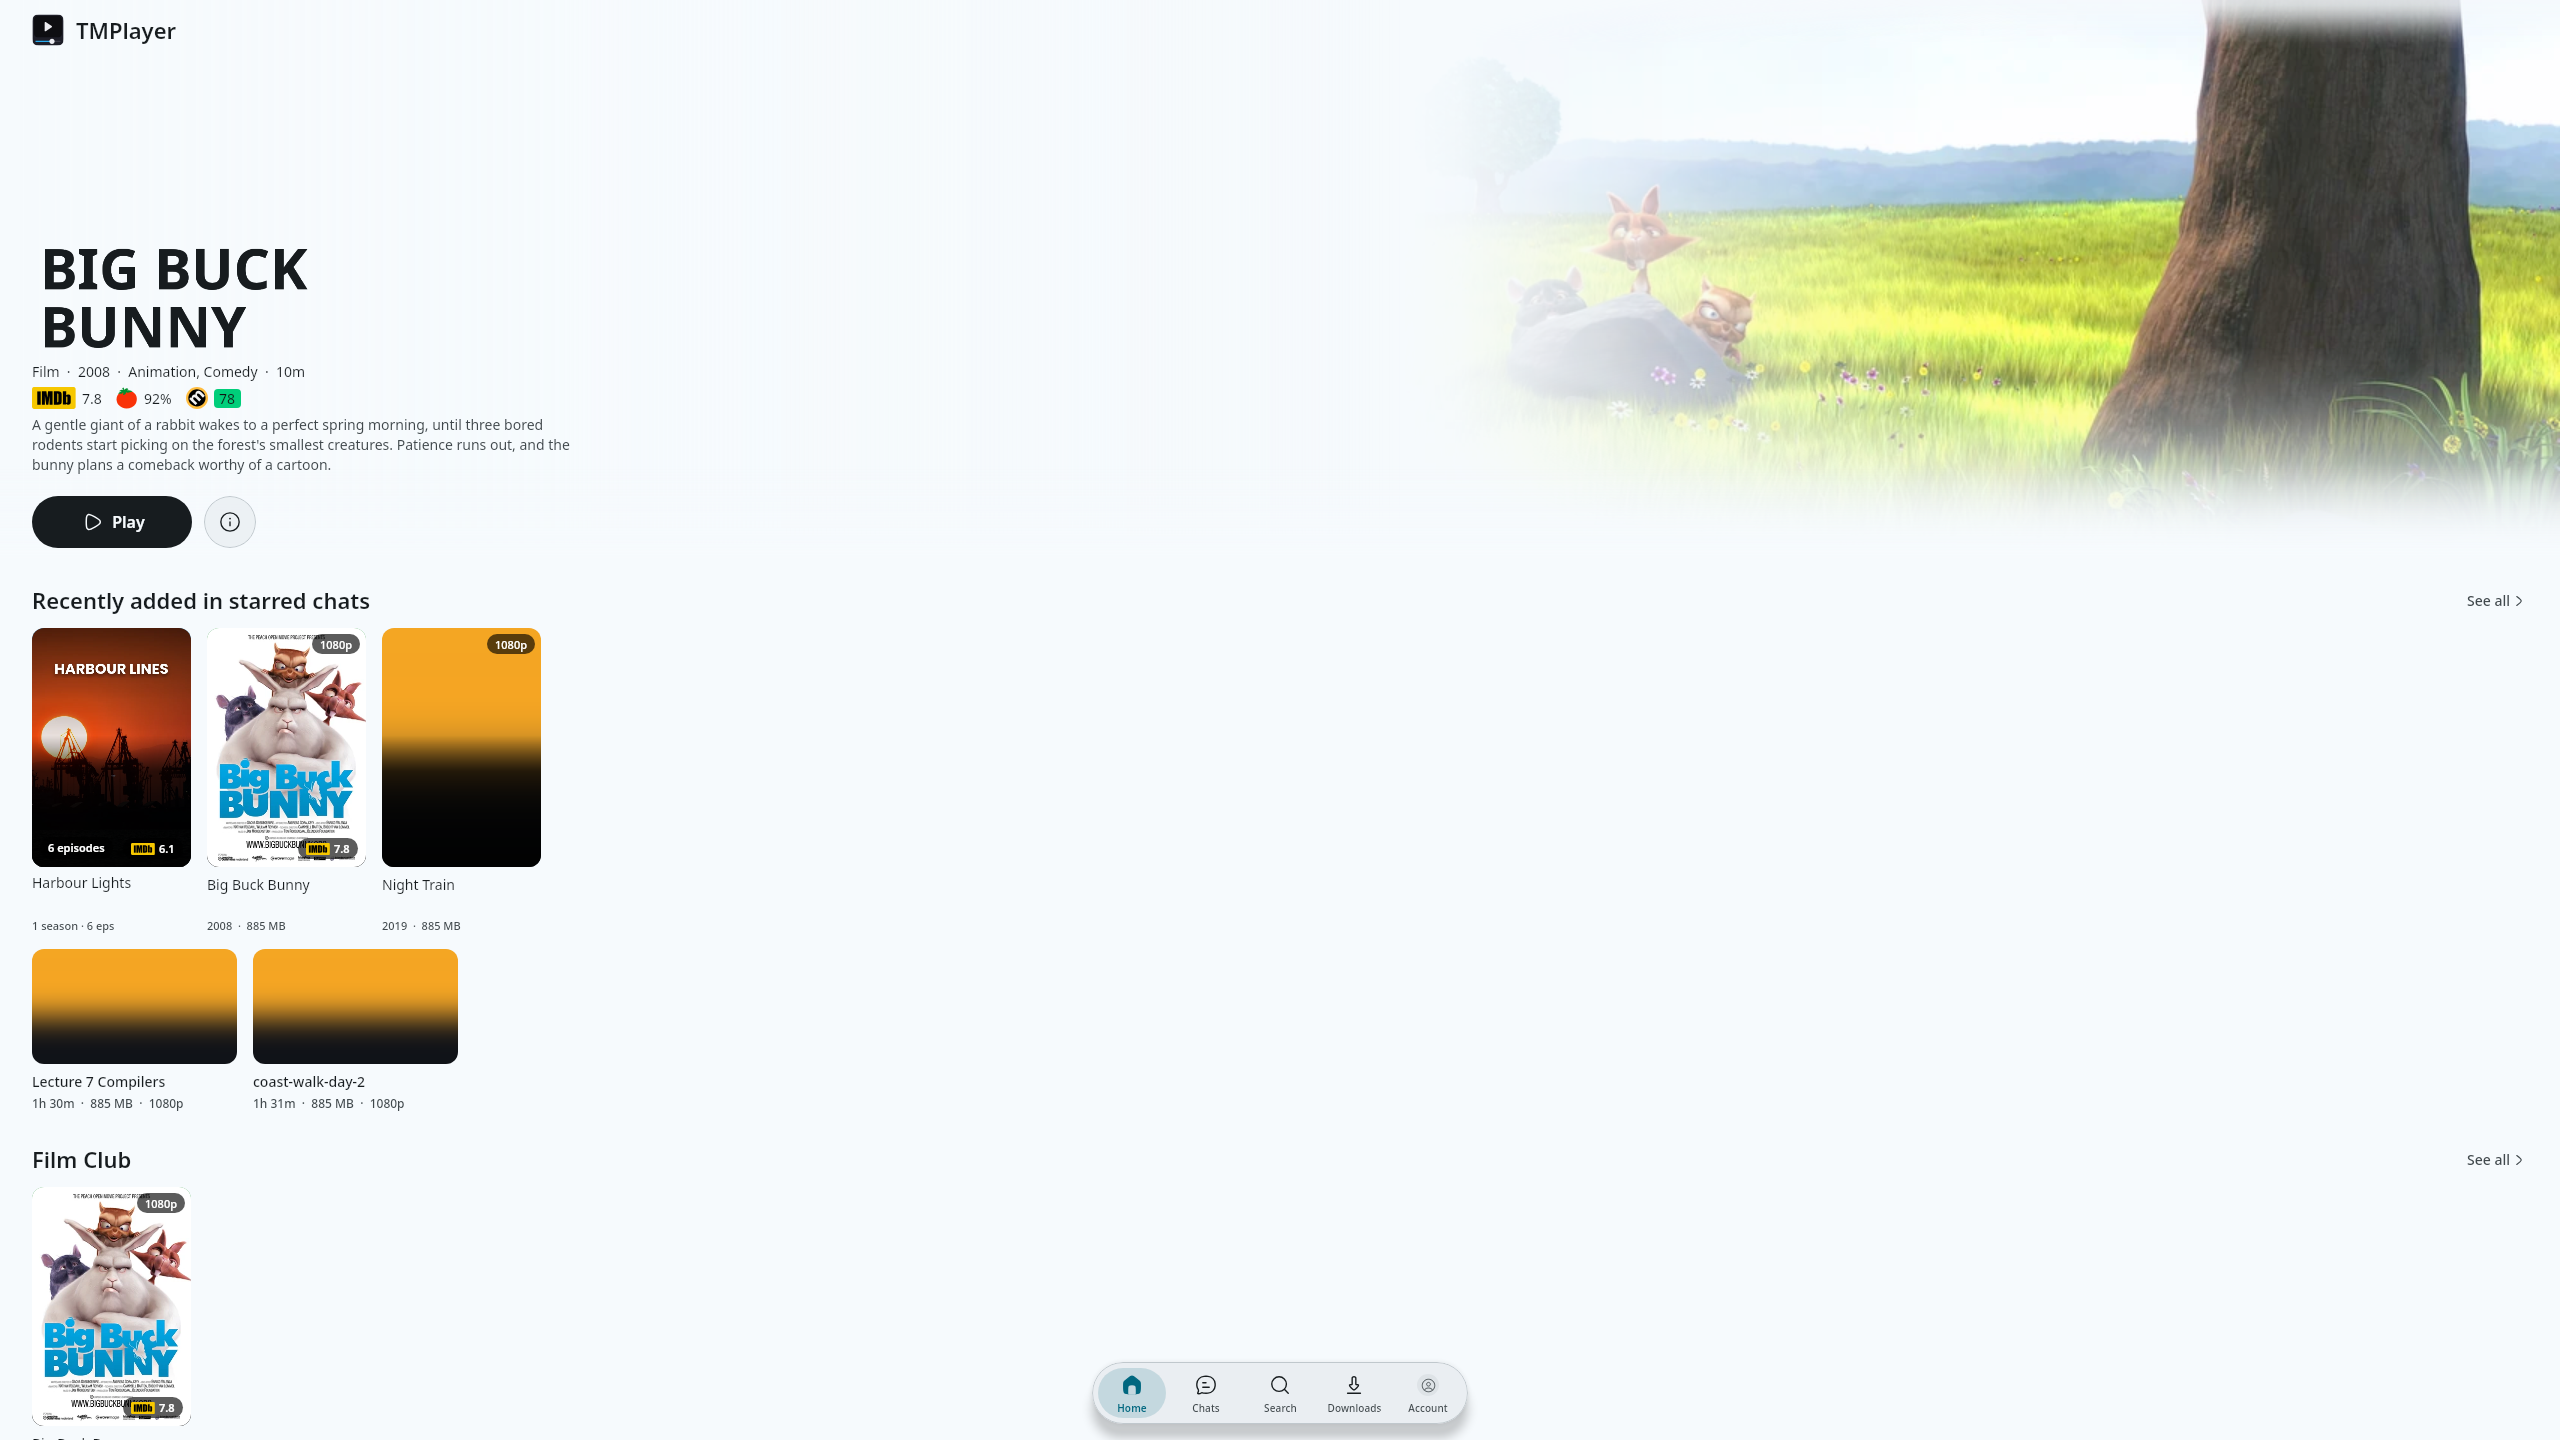 TMPlayer
BIG BUCK
BUNNY
Film · 2008 · Animation, Comedy · 10m
IMDb 7.8 92% 78
A gentle giant of a rabbit wakes to a perfect spring morning, until three bored
rodents start picking on the forest's smallest creatures. Patience runs out, and the
bunny plans a comeback worthy of a cartoon.
Play
Recently added in starred chats
See all
HARBOUR LINES
6 episodes
IMDb 6.1
Harbour Lights
1 season · 6 eps
THE PEACH OPEN MOVIE PROJECT PRESENTS
1080p
Big Buck
BUNNY
IMDb 7.8
Big Buck Bunny
2008 · 885 MB
1080p
Night Train
2019 · 885 MB
Lecture 7 Compilers
1h 30m · 885 MB · 1080p
coast-walk-day-2
1h 31m · 885 MB · 1080p
Film Club
See all
1080p
Big Buck
BUNNY
IMDb 7.8
Home
Chats
Search
Downloads
Account